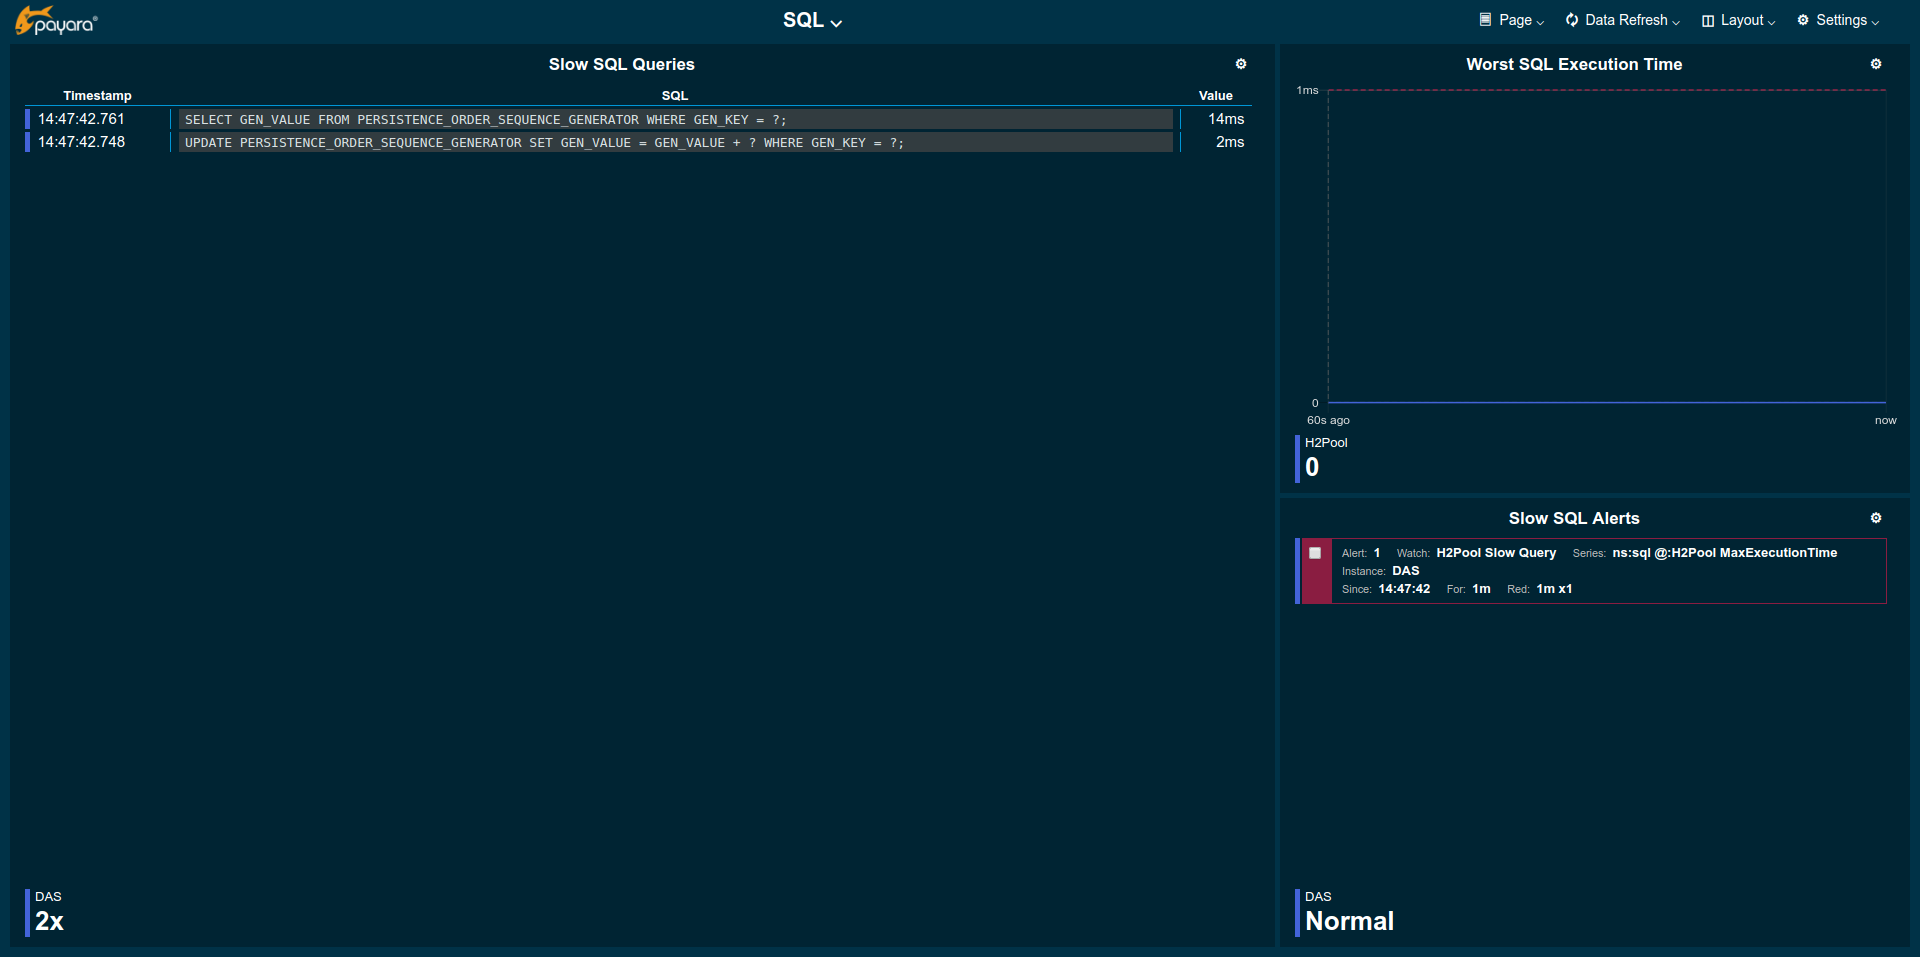 payara®
SQL
Page
Data Refresh
Layout
Settings
Slow SQL Queries
Timestamp SQL Value
14:47:42.761 SELECT GEN_VALUE FROM PERSISTENCE_ORDER_SEQUENCE_GENERATOR WHERE GEN_KEY = ?; 14ms
14:47:42.748 UPDATE PERSISTENCE_ORDER_SEQUENCE_GENERATOR SET GEN_VALUE = GEN_VALUE + ? WHERE GEN_KEY = ?; 2ms
DAS
2x
Worst SQL Execution Time
1ms
0
60s ago now
H2Pool
0
Slow SQL Alerts
Alert: 1 Watch: H2Pool Slow Query Series: ns:sql @:H2Pool MaxExecutionTime
Instance: DAS
Since: 14:47:42 For: 1m Red: 1m x1
DAS
Normal